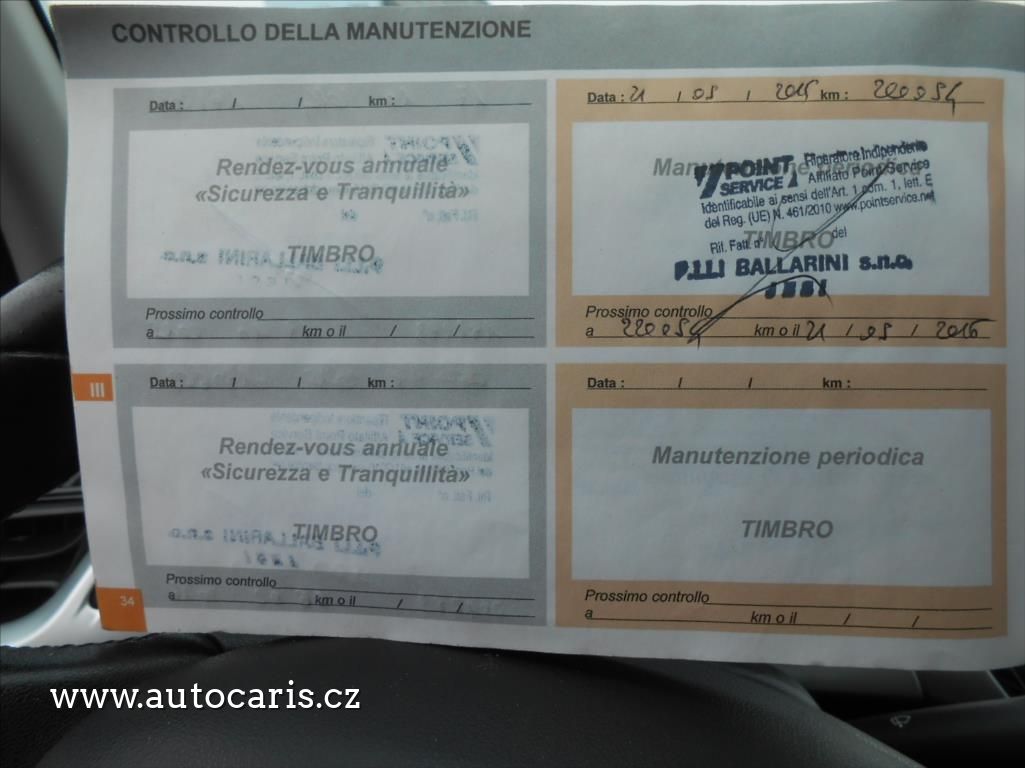 CONTROLLO DELLA MANUTENZIONE
Data : / / km :
Rendez-vous annuale
«Sicurezza e Tranquillità»
TIMBRO
Prossimo controllo
a km o il / /
Data : 21 / 05 / 2015 km : 220054
Manutenzione periodica
POINT SERVICE Riparatore Indipendente
Affiliato Point Service
Identificabile ai sensi dell'Art. 1, com. 1, lett. E
del Reg. (UE) N. 461/2010 www.pointservice.net
Rif. Fatt. n° del
TIMBRO
F.LLI BALLARINI s.n.c.
JESI
Prossimo controllo
a 220054 km o il 21 / 05 / 2016
III
Data : / / km :
Rendez-vous annuale
«Sicurezza e Tranquillità»
TIMBRO
Prossimo controllo
a km o il / /
Data : / / km :
Manutenzione periodica
TIMBRO
Prossimo controllo
a km o il / /
34
www.autocaris.cz